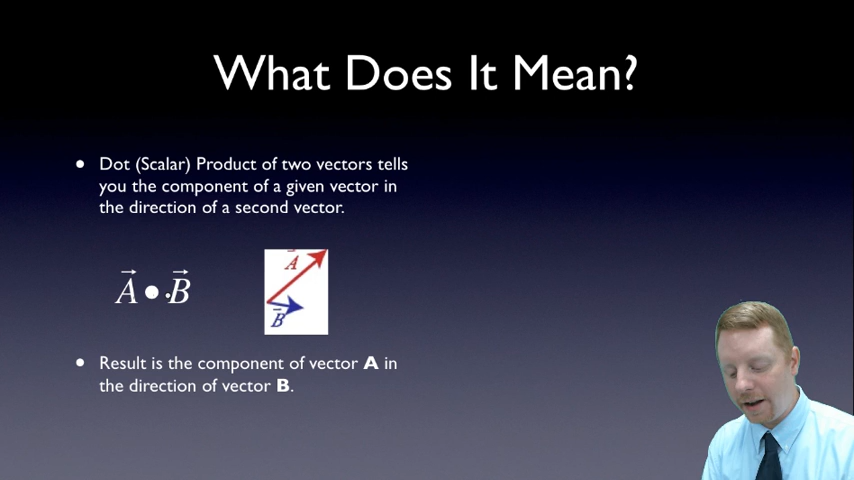 What Does It Mean?
• Dot (Scalar) Product of two vectors tells
you the component of a given vector in
the direction of a second vector.
A⃗ • B⃗
A⃗
B⃗
• Result is the component of vector A in
the direction of vector B.